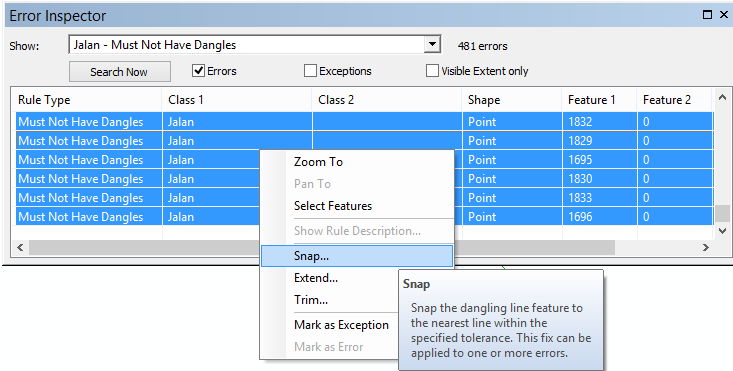 Error Inspector
Show: Jalan - Must Not Have Dangles 481 errors
Search Now Errors Exceptions Visible Extent only
Rule Type Class 1 Class 2 Shape Feature 1 Feature 2
Must Not Have Dangles Jalan Point 1832 0
Must Not Have Dangles Jalan Point 1829 0
Must Not Have Dangles Jalan Point 1695 0
Must Not Have Dangles Jalan Point 1830 0
Must Not Have Dangles Jalan Point 1833 0
Must Not Have Dangles Jalan Point 1696 0
Zoom To
Pan To
Select Features
Show Rule Description...
Snap...
Extend...
Trim...
Mark as Exception
Mark as Error
Snap
Snap the dangling line feature to
the nearest line within the
specified tolerance. This fix can be
applied to one or more errors.